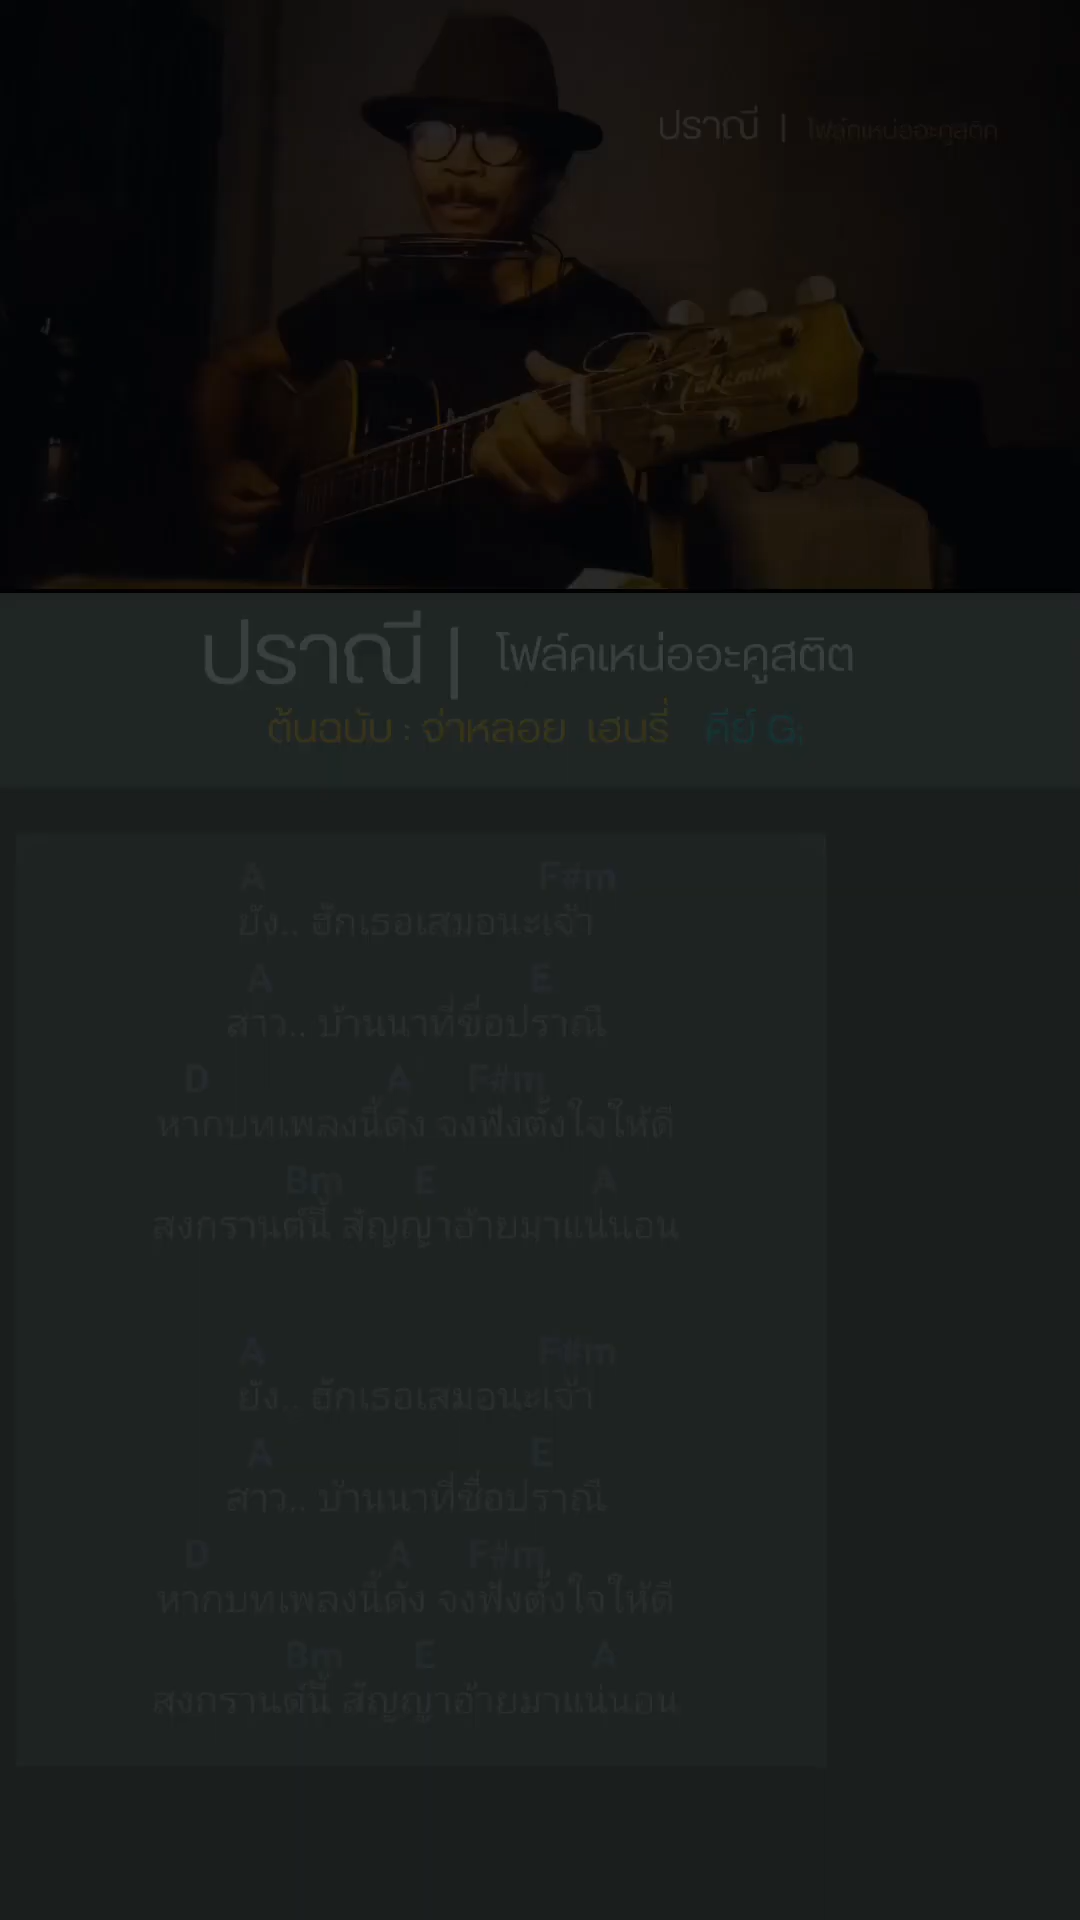 ปราณี | โฟล์คเหน่ออะคูสติค
Takamine
ปราณี | โฟล์คเหน่ออะคูสติต
ต้นฉบับ : จ่าหลอย เฮนรี่ คีย์ G
A F#m
ยัง.. ฮักเธอเสมอนะเจ้า
A E
สาว.. บ้านนาที่ชื่อปราณี
D A F#m
หากบทเพลงนี้ดัง จงฟังตั้งใจให้ดี
Bm E A
สงกรานต์นี้ สัญญาอ้ายมาแน่นอน
A F#m
ยัง.. ฮักเธอเสมอนะเจ้า
A E
สาว.. บ้านนาที่ชื่อปราณี
D A F#m
หากบทเพลงนี้ดัง จงฟังตั้งใจให้ดี
Bm E A
สงกรานต์นี้ สัญญาอ้ายมาแน่นอน